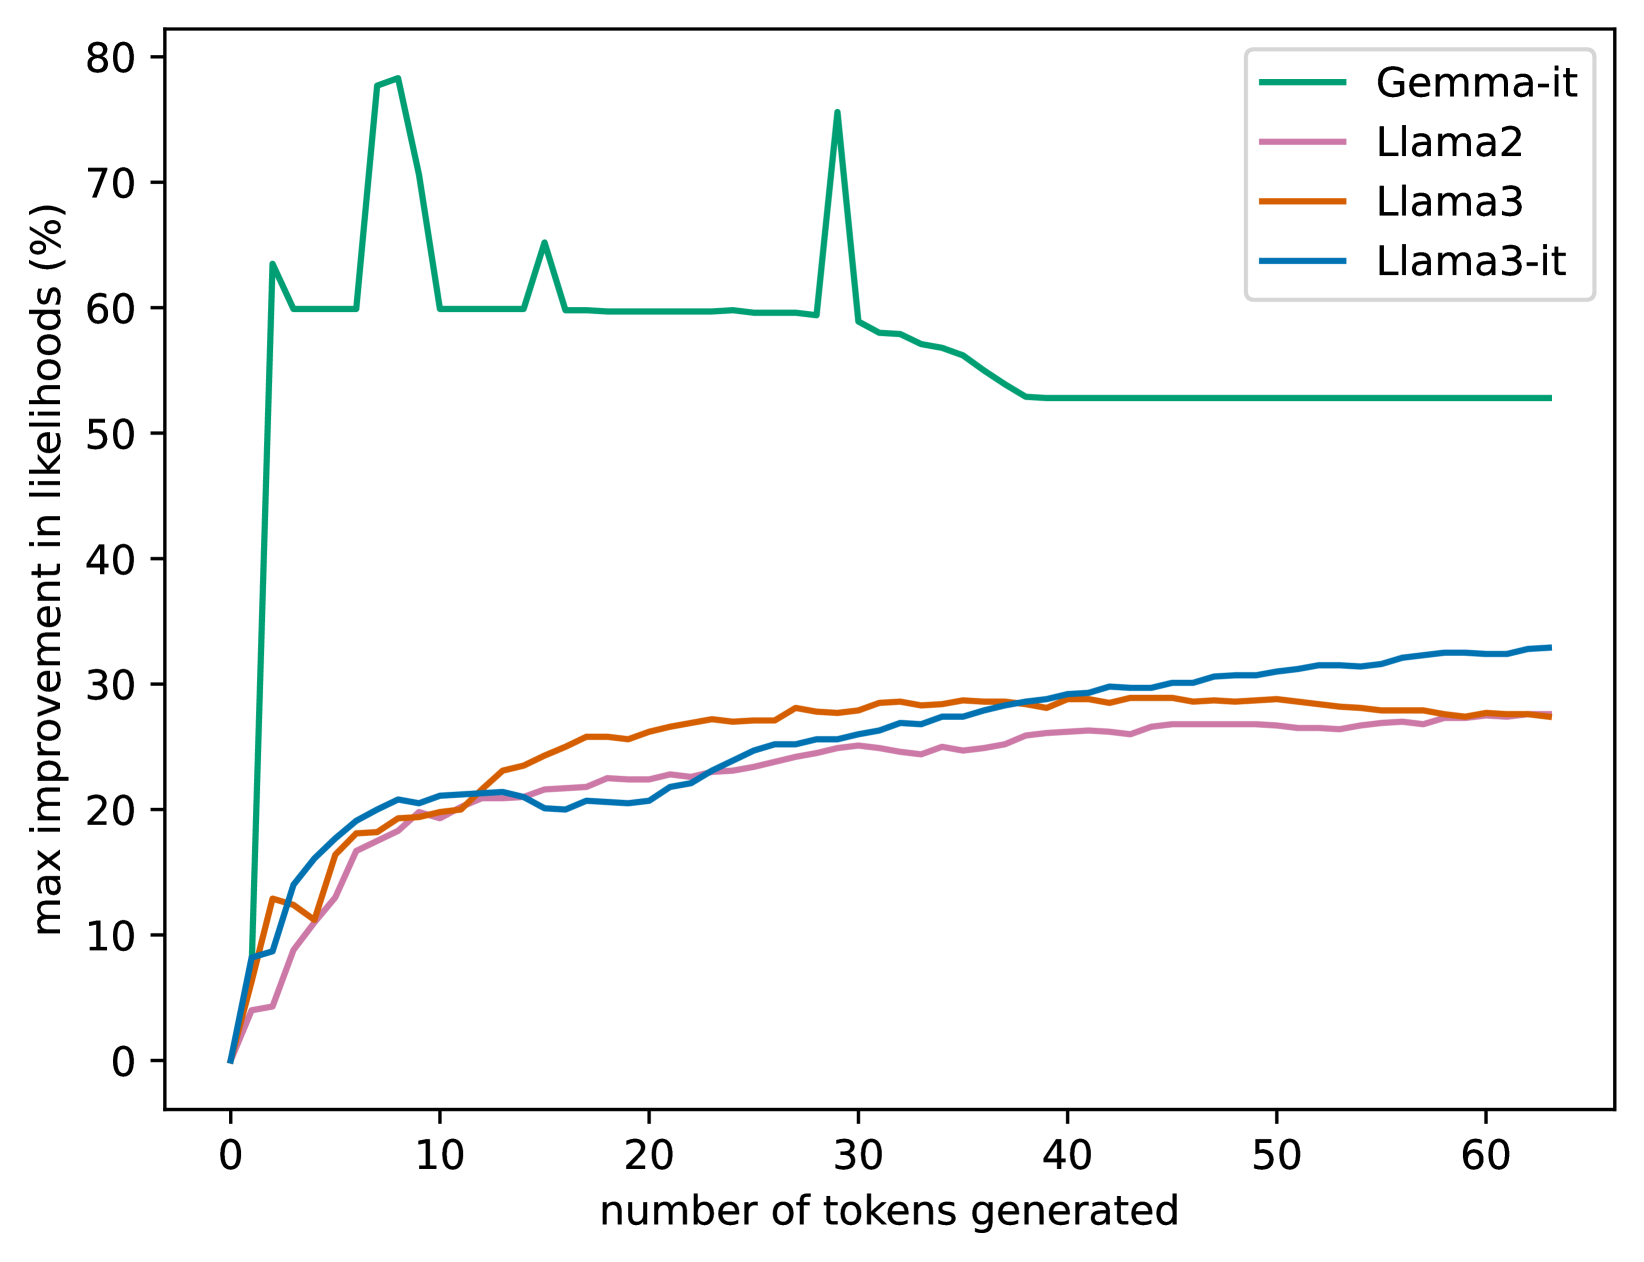 max improvement in likelihoods (%)
80
70
60
50
40
30
20
10
0
Gemma-it
Llama2
Llama3
Llama3-it
0 10 20 30 40 50 60
number of tokens generated